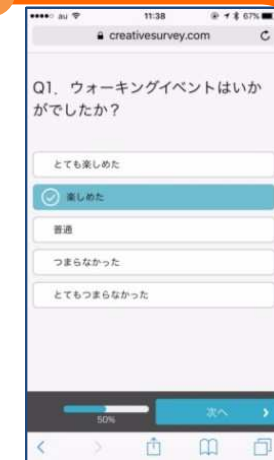 au 11:38 67%
creativesurvey.com
Q1. ウォーキングイベントはいか
がでしたか？
とても楽しめた
楽しめた
普通
つまらなかった
とてもつまらなかった
50%
次へ